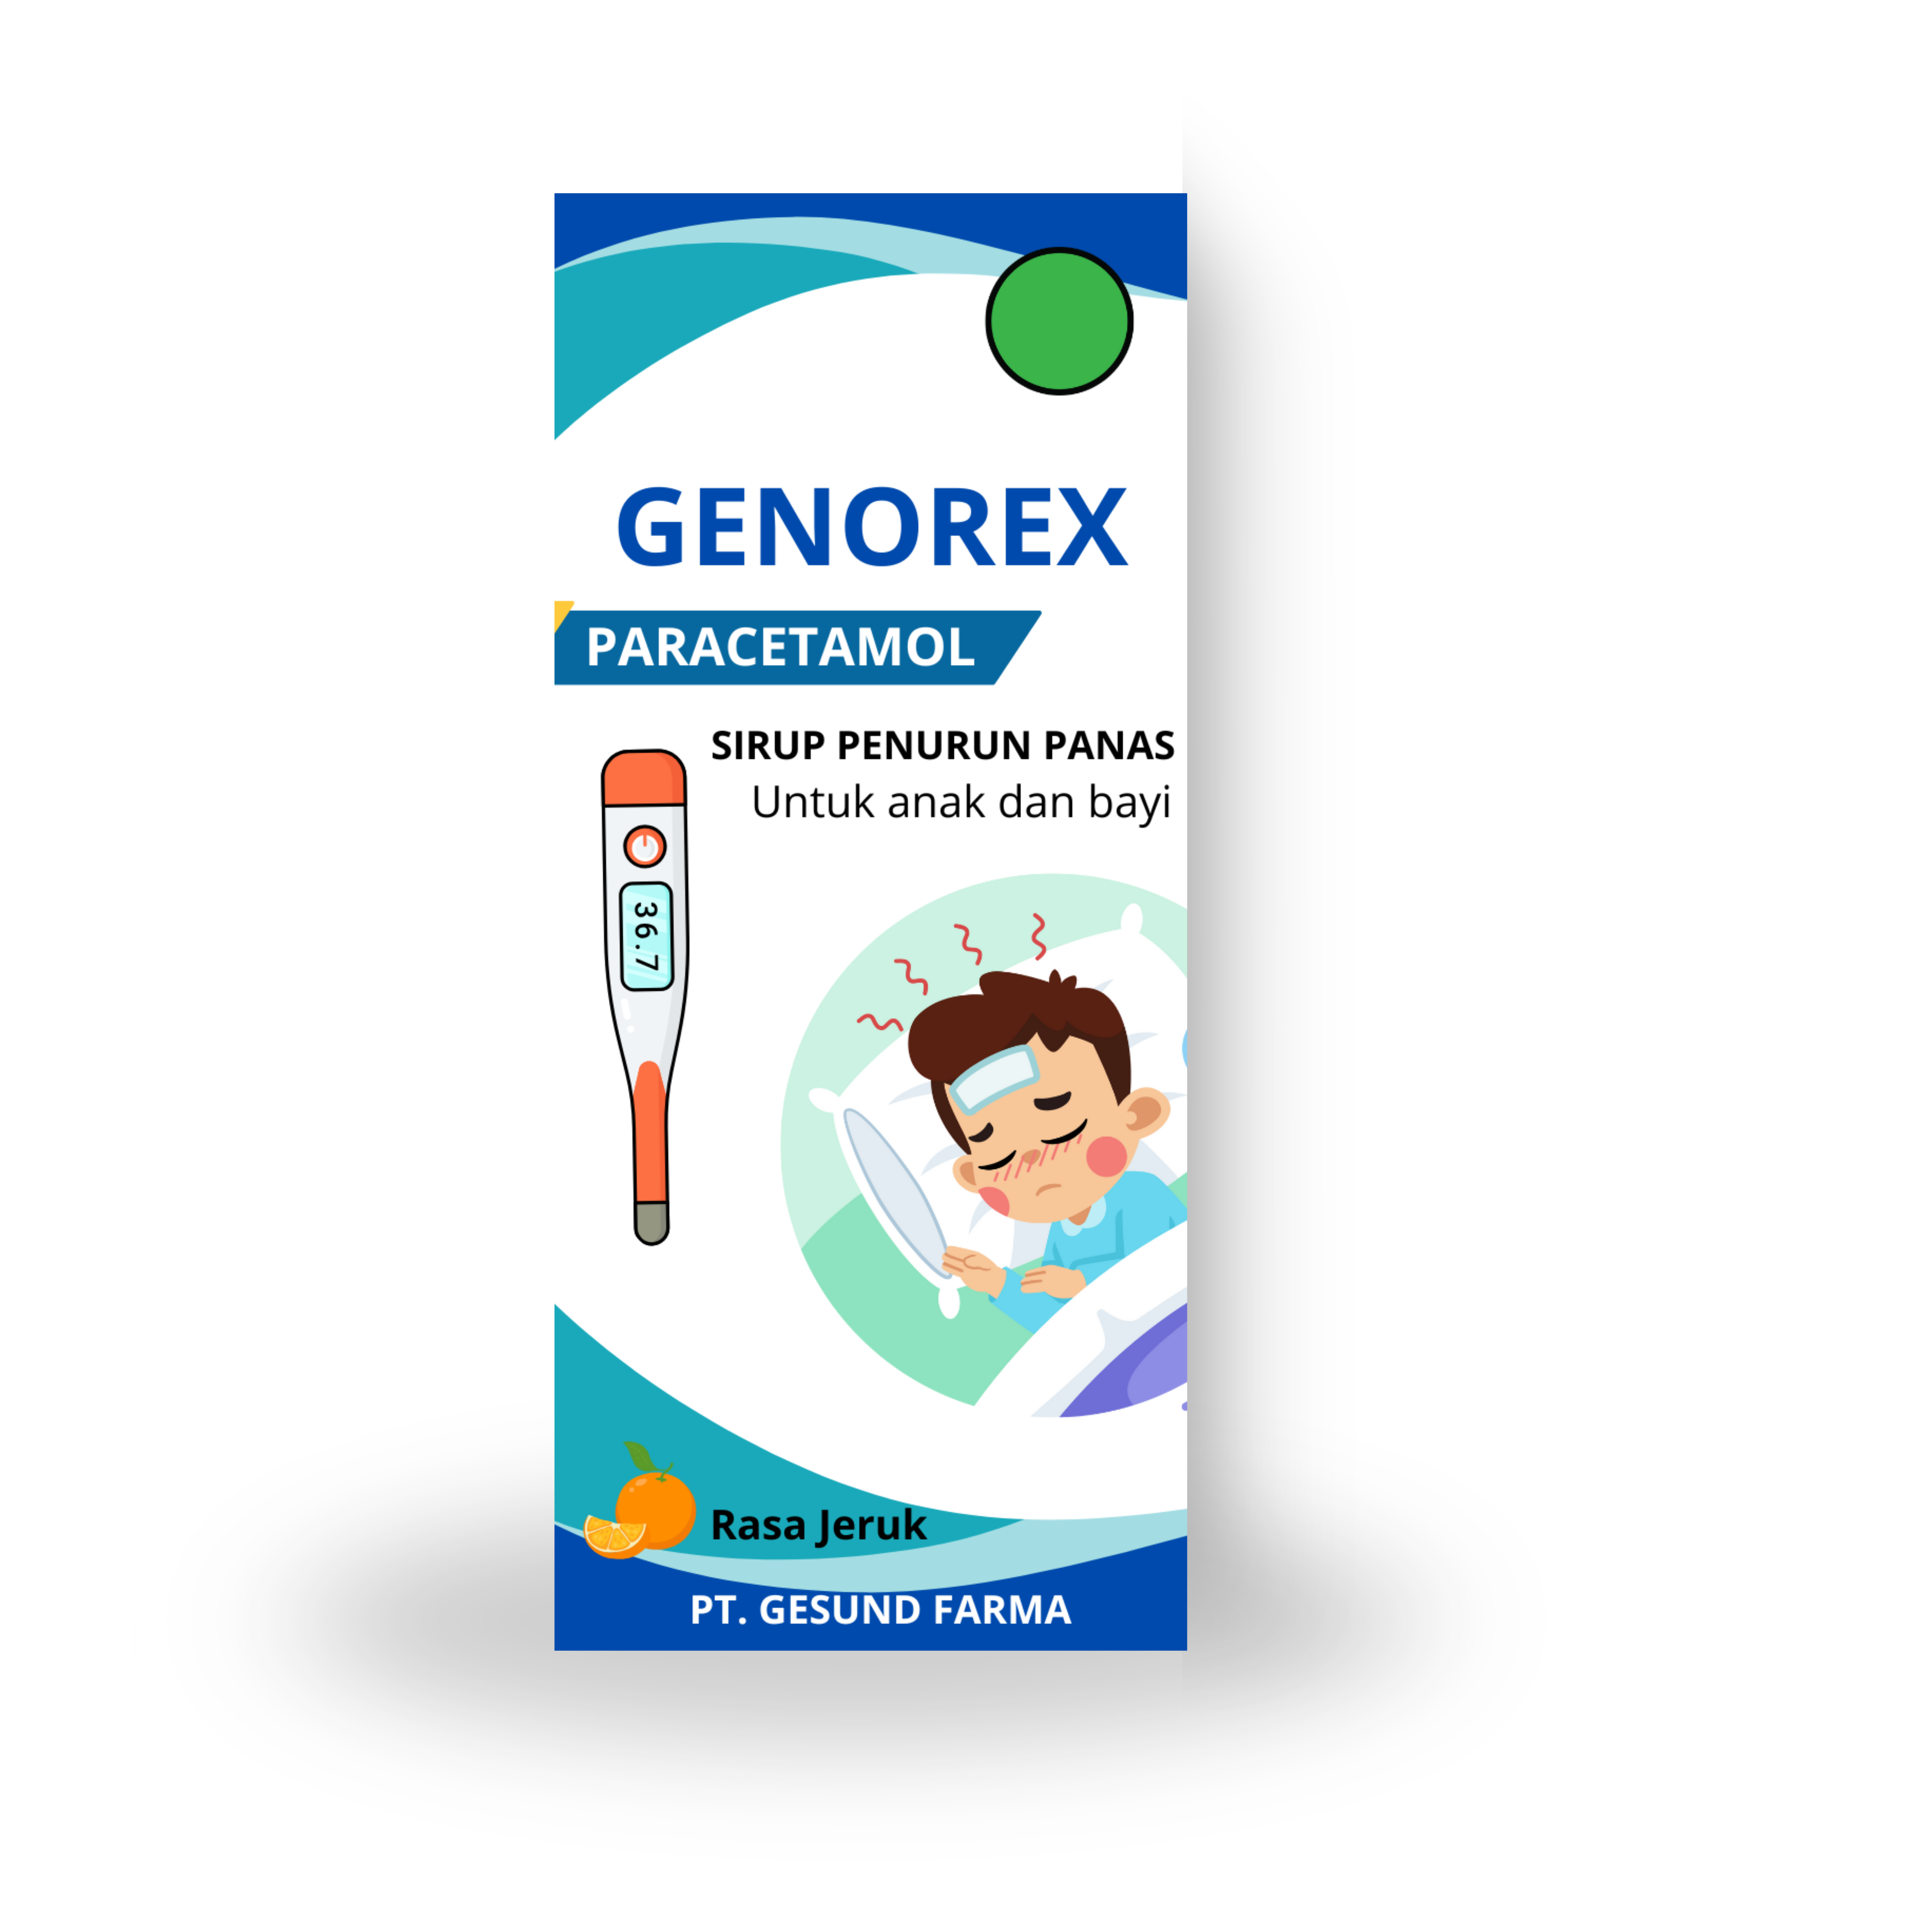 GENOREX
PARACETAMOL
SIRUP PENURUN PANAS
Untuk anak dan bayi
36.7
Rasa Jeruk
PT. GESUND FARMA